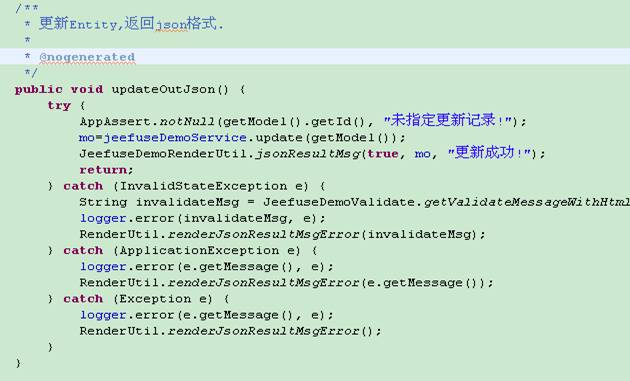 /**
 * 更新Entity,返回json格式.
 *
 * @nogenerated
 */
public void updateOutJson() {
    try {
        AppAssert.notNull(getModel().getId(), "未指定更新记录!");
        mo=jeefuseDemoService.update(getModel());
        JeefuseDemoRenderUtil.jsonResultMsg(true, mo, "更新成功!");
        return;
    } catch (InvalidStateException e) {
        String invalidateMsg = JeefuseDemoValidate.getValidateMessageWithHtml
        logger.error(invalidateMsg, e);
        RenderUtil.renderJsonResultMsgError(invalidateMsg);
    } catch (ApplicationException e) {
        logger.error(e.getMessage(), e);
        RenderUtil.renderJsonResultMsgError(e.getMessage());
    } catch (Exception e) {
        logger.error(e.getMessage(), e);
        RenderUtil.renderJsonResultMsgError();
    }
}